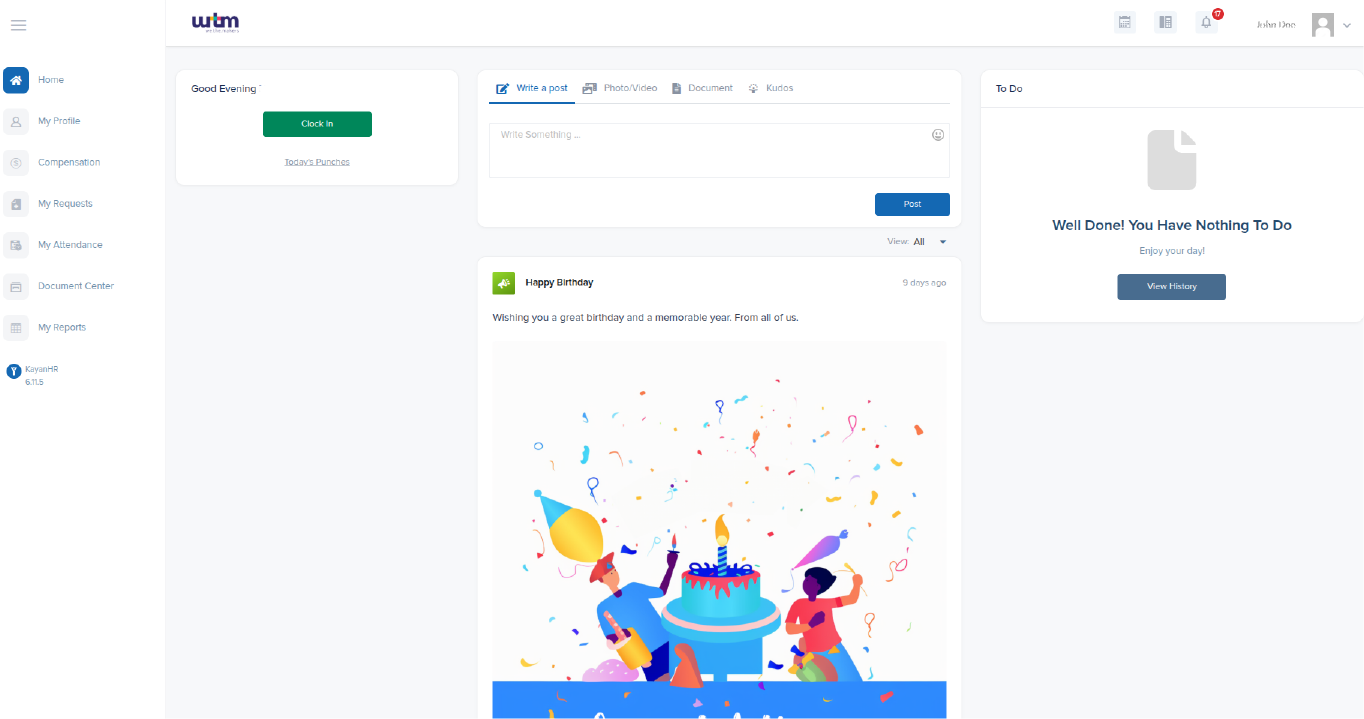 wtm
we the makers
17
John Doe
Home
My Profile
Compensation
My Requests
My Attendance
Document Center
My Reports
KayanHR
6.11.5
Good Evening
Clock In
Today's Punches
Write a post
Photo/Video
Document
Kudos
Write Something ...
Post
View: All
Happy Birthday
9 days ago
Wishing you a great birthday and a memorable year. From all of us.
To Do
Well Done! You Have Nothing To Do
Enjoy your day!
View History